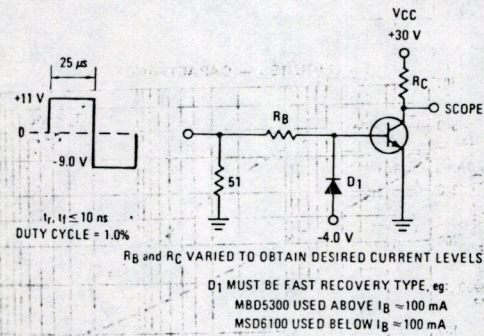 VCC
+30 V
25 μs
RC
+11 V
SCOPE
RB
0
-9.0 V
51
D1
tr, tf ≤ 10 ns
DUTY CYCLE = 1.0%
-4.0 V
RB and RC VARIED TO OBTAIN DESIRED CURRENT LEVELS
D1 MUST BE FAST RECOVERY TYPE, eg:
MBD5300 USED ABOVE IB ≈100 mA
MSD6100 USED BELOW IB ≈100 mA